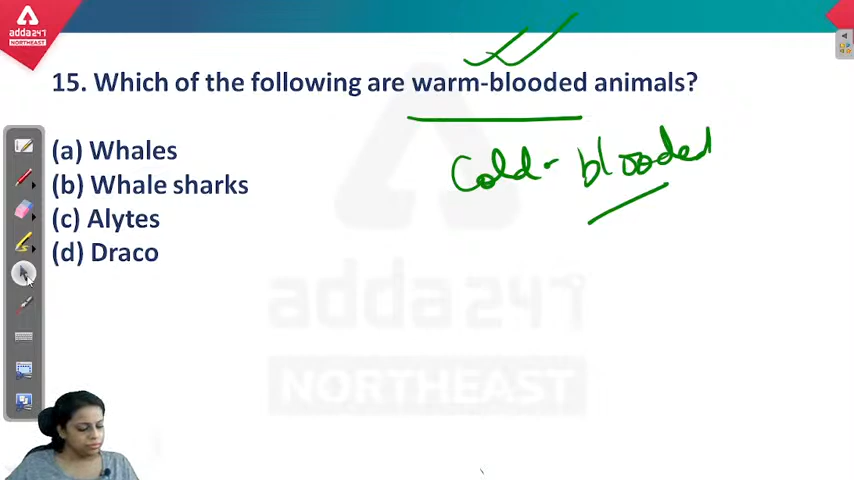 adda247
NORTHEAST
15. Which of the following are warm-blooded animals?
cold-blooded
(a) Whales
(b) Whale sharks
(c) Alytes
(d) Draco
adda247
NORTHEAST